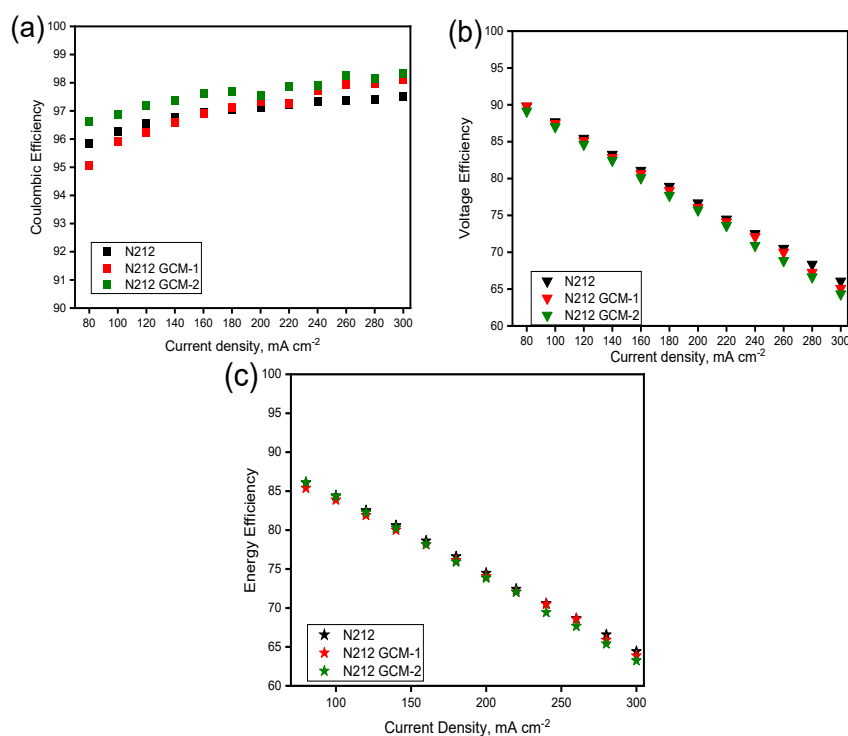 (a)
100
99
98
97
96
95
94
93
92
91
90
Coulombic Efficiency
N212
N212 GCM-1
N212 GCM-2
80 100 120 140 160 180 200 220 240 260 280 300
Current density, mA cm⁻²
(b)
100
95
90
85
80
75
70
65
60
Voltage Efficiency
N212
N212 GCM-1
N212 GCM-2
80 100 120 140 160 180 200 220 240 260 280 300
Current density, mA cm⁻²
(c)
100
95
90
85
80
75
70
65
60
Energy Efficiency
N212
N212 GCM-1
N212 GCM-2
100 150 200 250 300
Current Density, mA cm⁻²